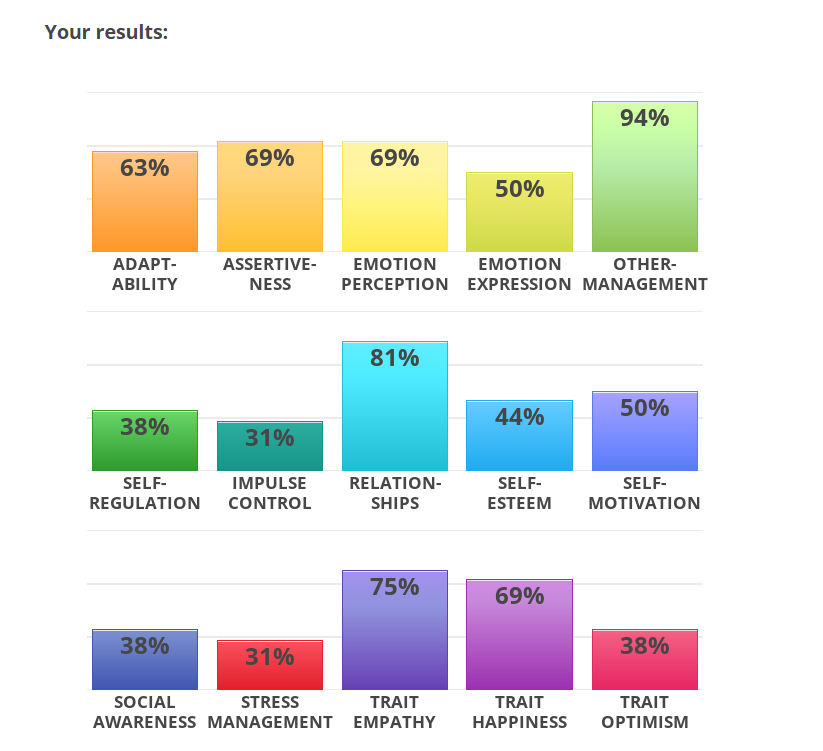 Your results:
63% 69% 69% 50% 94%
ADAPT- ASSERTIVE- EMOTION EMOTION OTHER-
ABILITY NESS PERCEPTION EXPRESSION MANAGEMENT
38% 31% 81% 44% 50%
SELF- IMPULSE RELATION- SELF- SELF-
REGULATION CONTROL SHIPS ESTEEM MOTIVATION
38% 31% 75% 69% 38%
SOCIAL STRESS TRAIT TRAIT TRAIT
AWARENESS MANAGEMENT EMPATHY HAPPINESS OPTIMISM